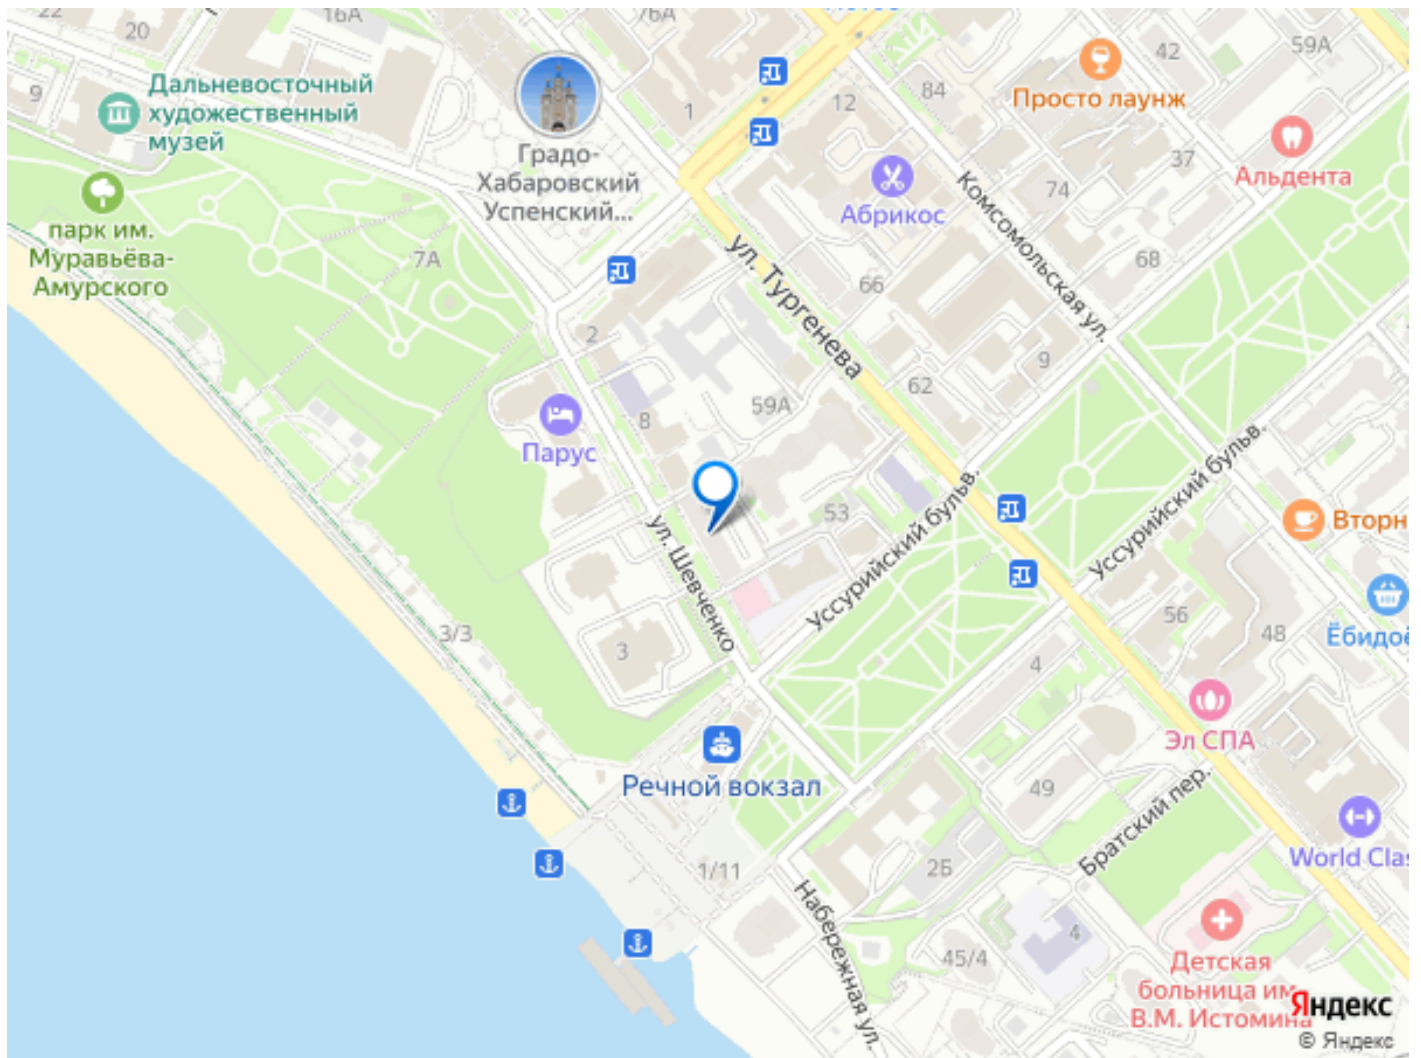 22
20
16А
76А
9
Дальневосточный
художественный
музей
парк им.
Муравьёва-
Амурского
7А
Градо-
Хабаровский
Успенский...
1
12
84
42
59А
Просто лаунж
37
Альдента
74
Абрикос
Комсомольская ул.
68
66
ул. Тургенева
9
62
2
8
59А
Парус
53
ул. Шевченко
Уссурийский бульв.
Уссурийский бульв.
Вторн
Ёбидоё
56
48
4
3/3
3
Эл СПА
Речной вокзал
49
Братский пер.
World Clas
1/11
2Б
Набережная ул.
45/4
4
Детская
больница им.
В.М. Истомина
Яндекс
© Яндекс